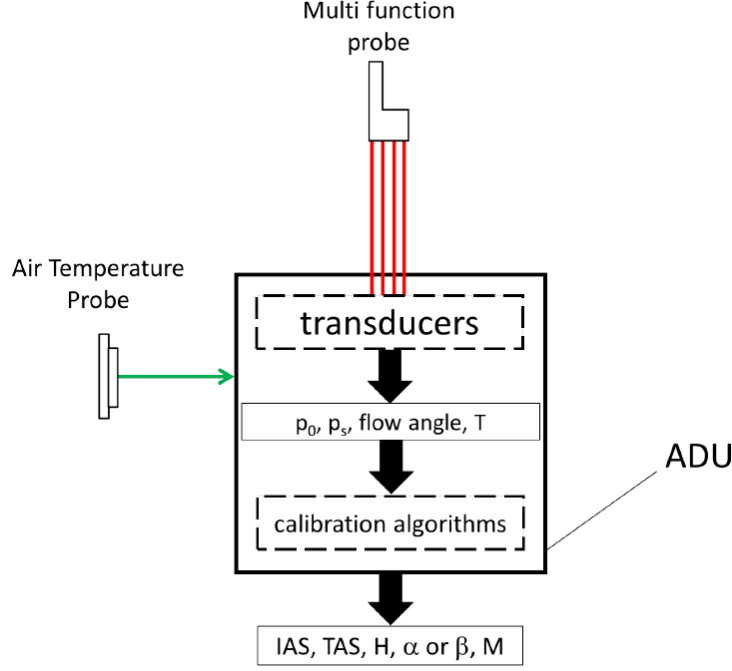 Multi function
probe
Air Temperature
Probe
transducers
p₀, pₛ, flow angle, T
ADU
calibration algorithms
IAS, TAS, H, α or β, M